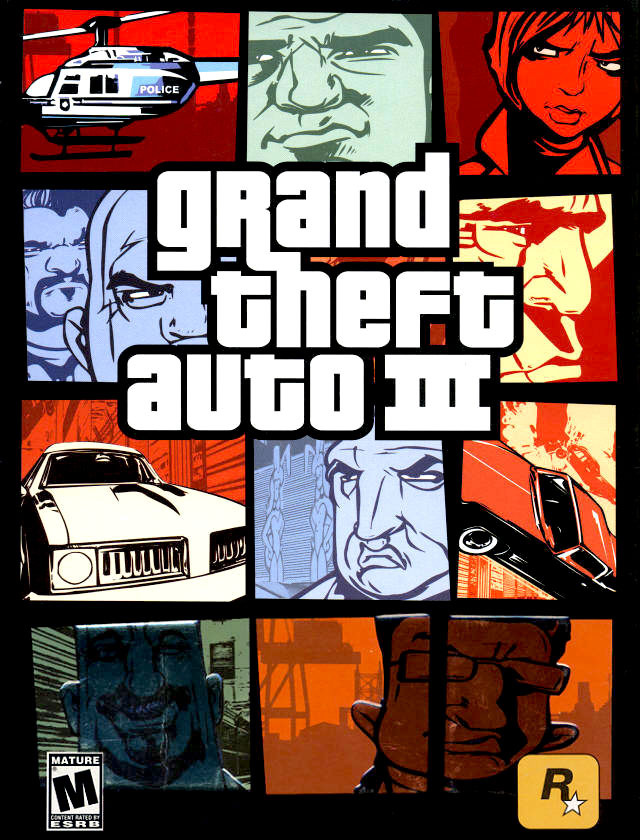 POLICE
grand
theft
auto III
MATURE
M
CONTENT RATED BY
ESRB
R